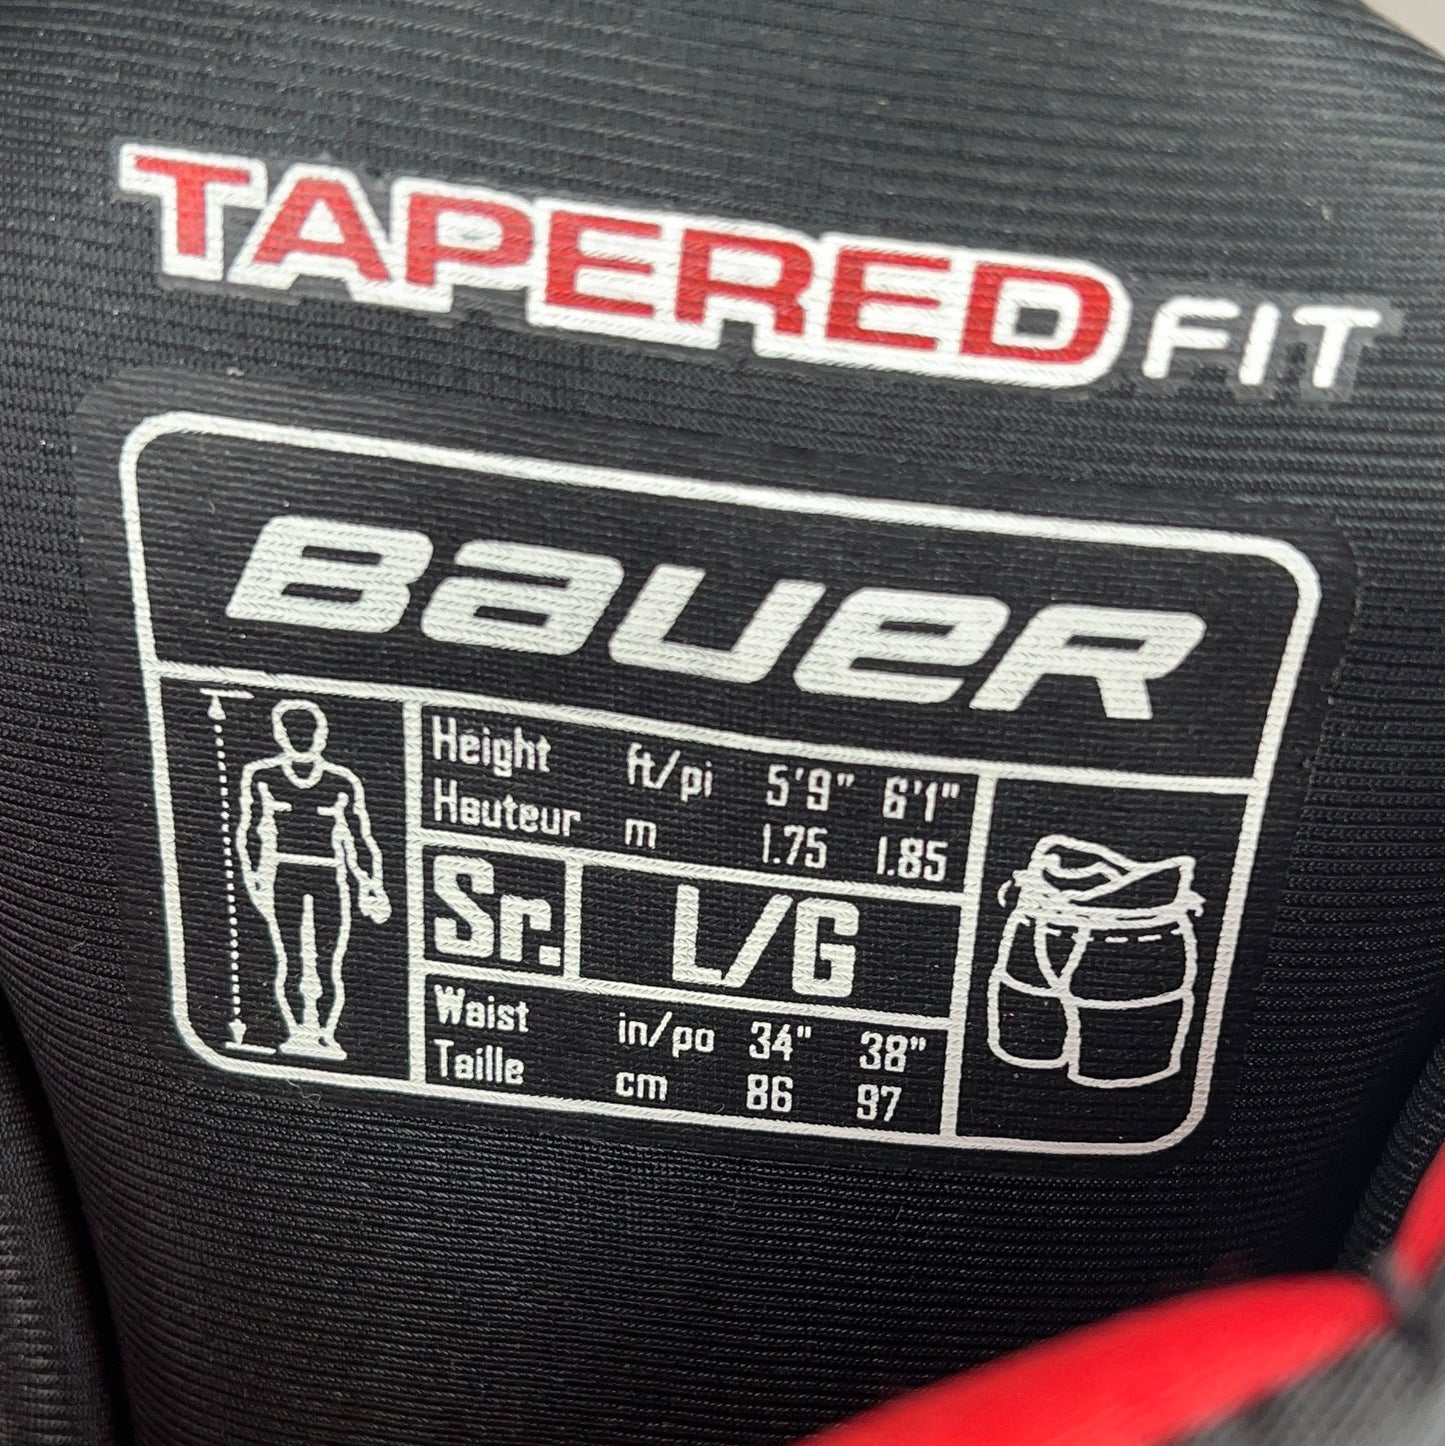 TAPERED FIT
BAUER
Height ft/pi 5'9" 6'1"
Hauteur m 1.75 1.85
Sr. L/G
Waist in/po 34" 38"
Taille cm 86 97